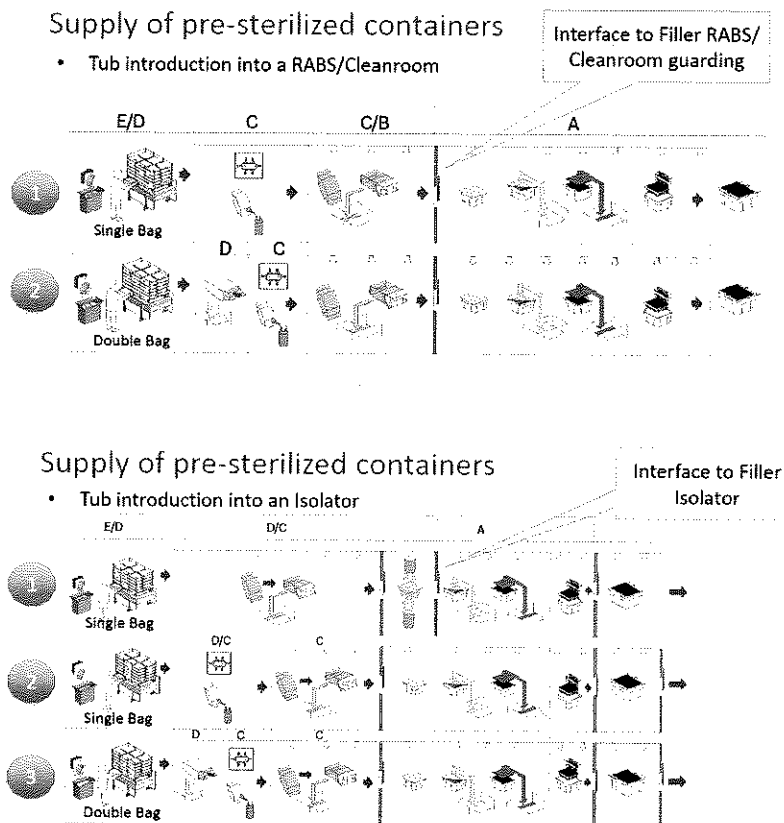 Supply of pre-sterilized containers
Interface to Filler RABS/
Cleanroom guarding
• Tub introduction into a RABS/Cleanroom
E/D C C/B A
1
Single Bag
D C
2
Double Bag
Supply of pre-sterilized containers
Interface to Filler
Isolator
• Tub introduction into an Isolator
E/D D/C A
1
Single Bag
D/C C
2
Single Bag
D C C
3
Double Bag